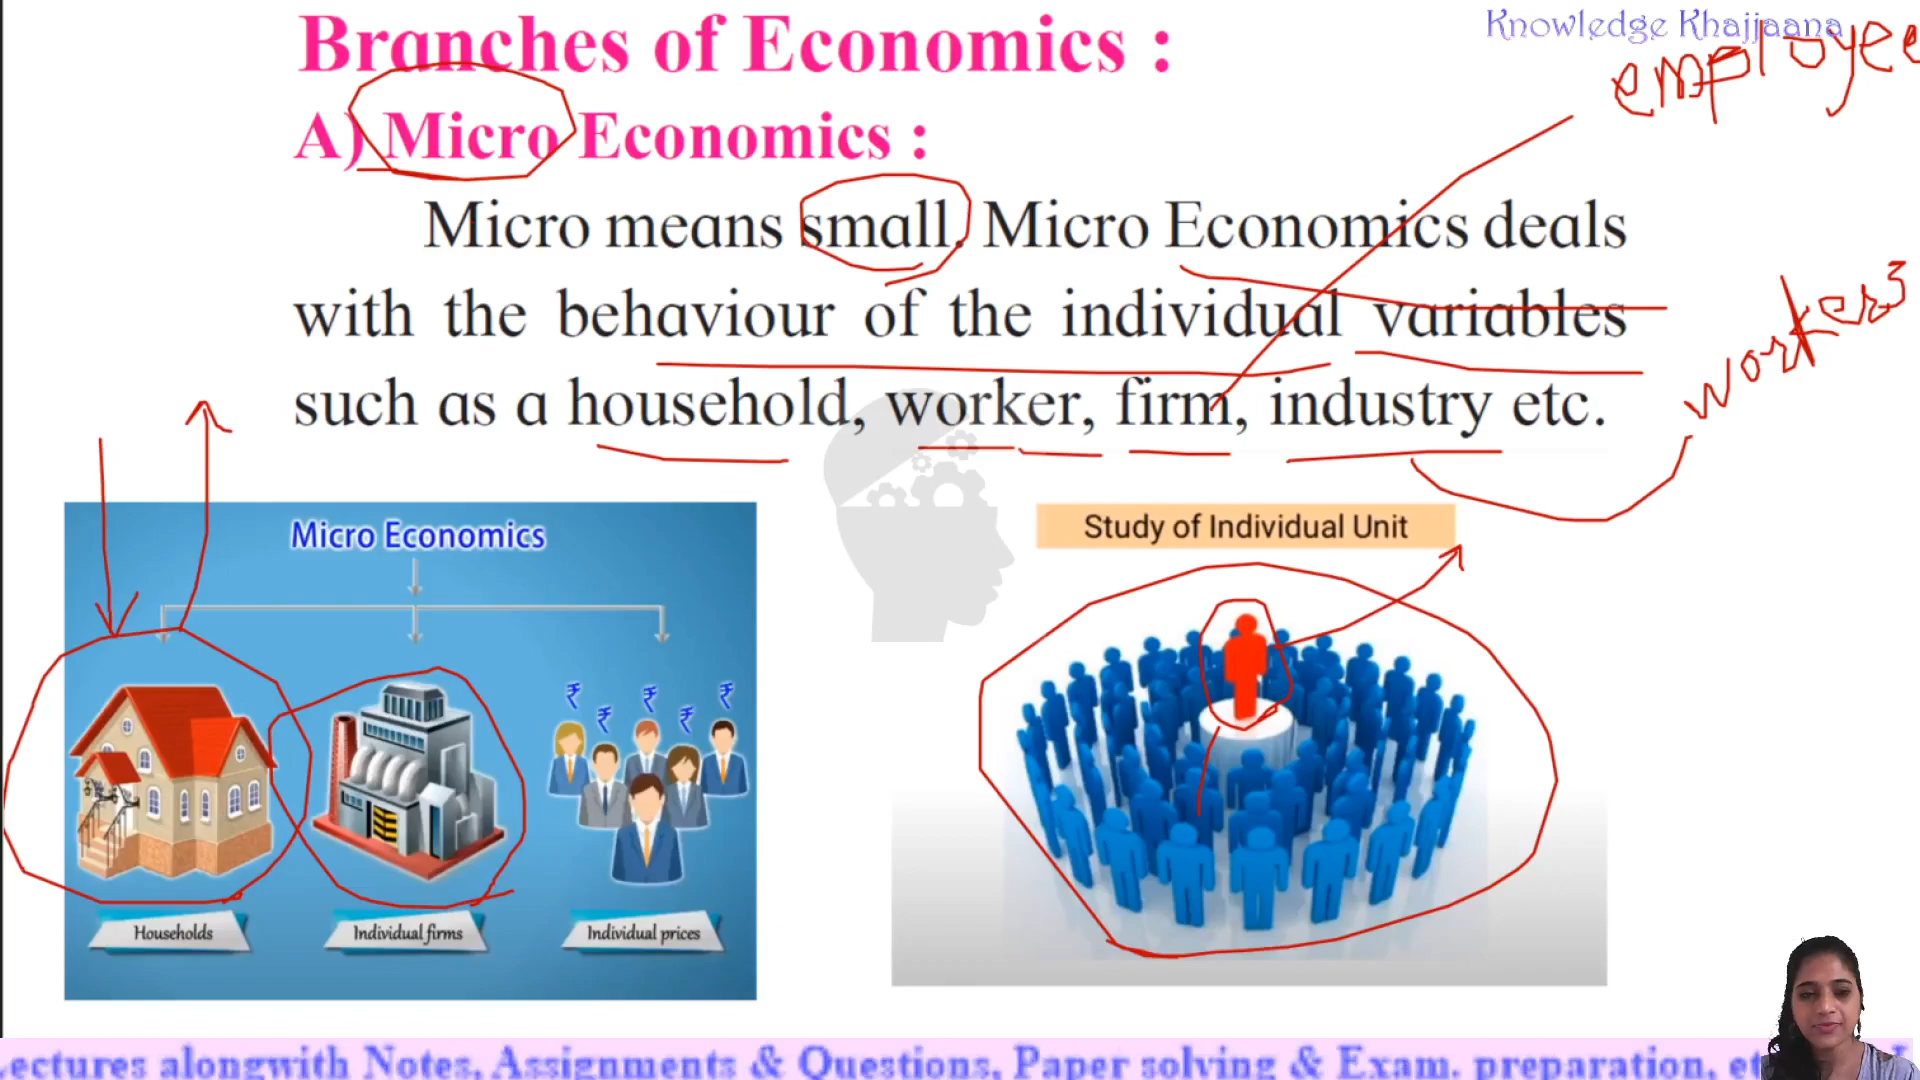 Knowledge Khajjaana
Branches of Economics :
employee
A) Micro Economics :
Micro means small. Micro Economics deals
with the behaviour of the individual variables
such as a household, worker, firm, industry etc.
workers
Micro Economics
Study of Individual Unit
₹ ₹ ₹ ₹ ₹
Households
Individual firms
Individual prices
Lectures alongwith Notes, Assignments & Questions, Paper solving & Exam. preparation,